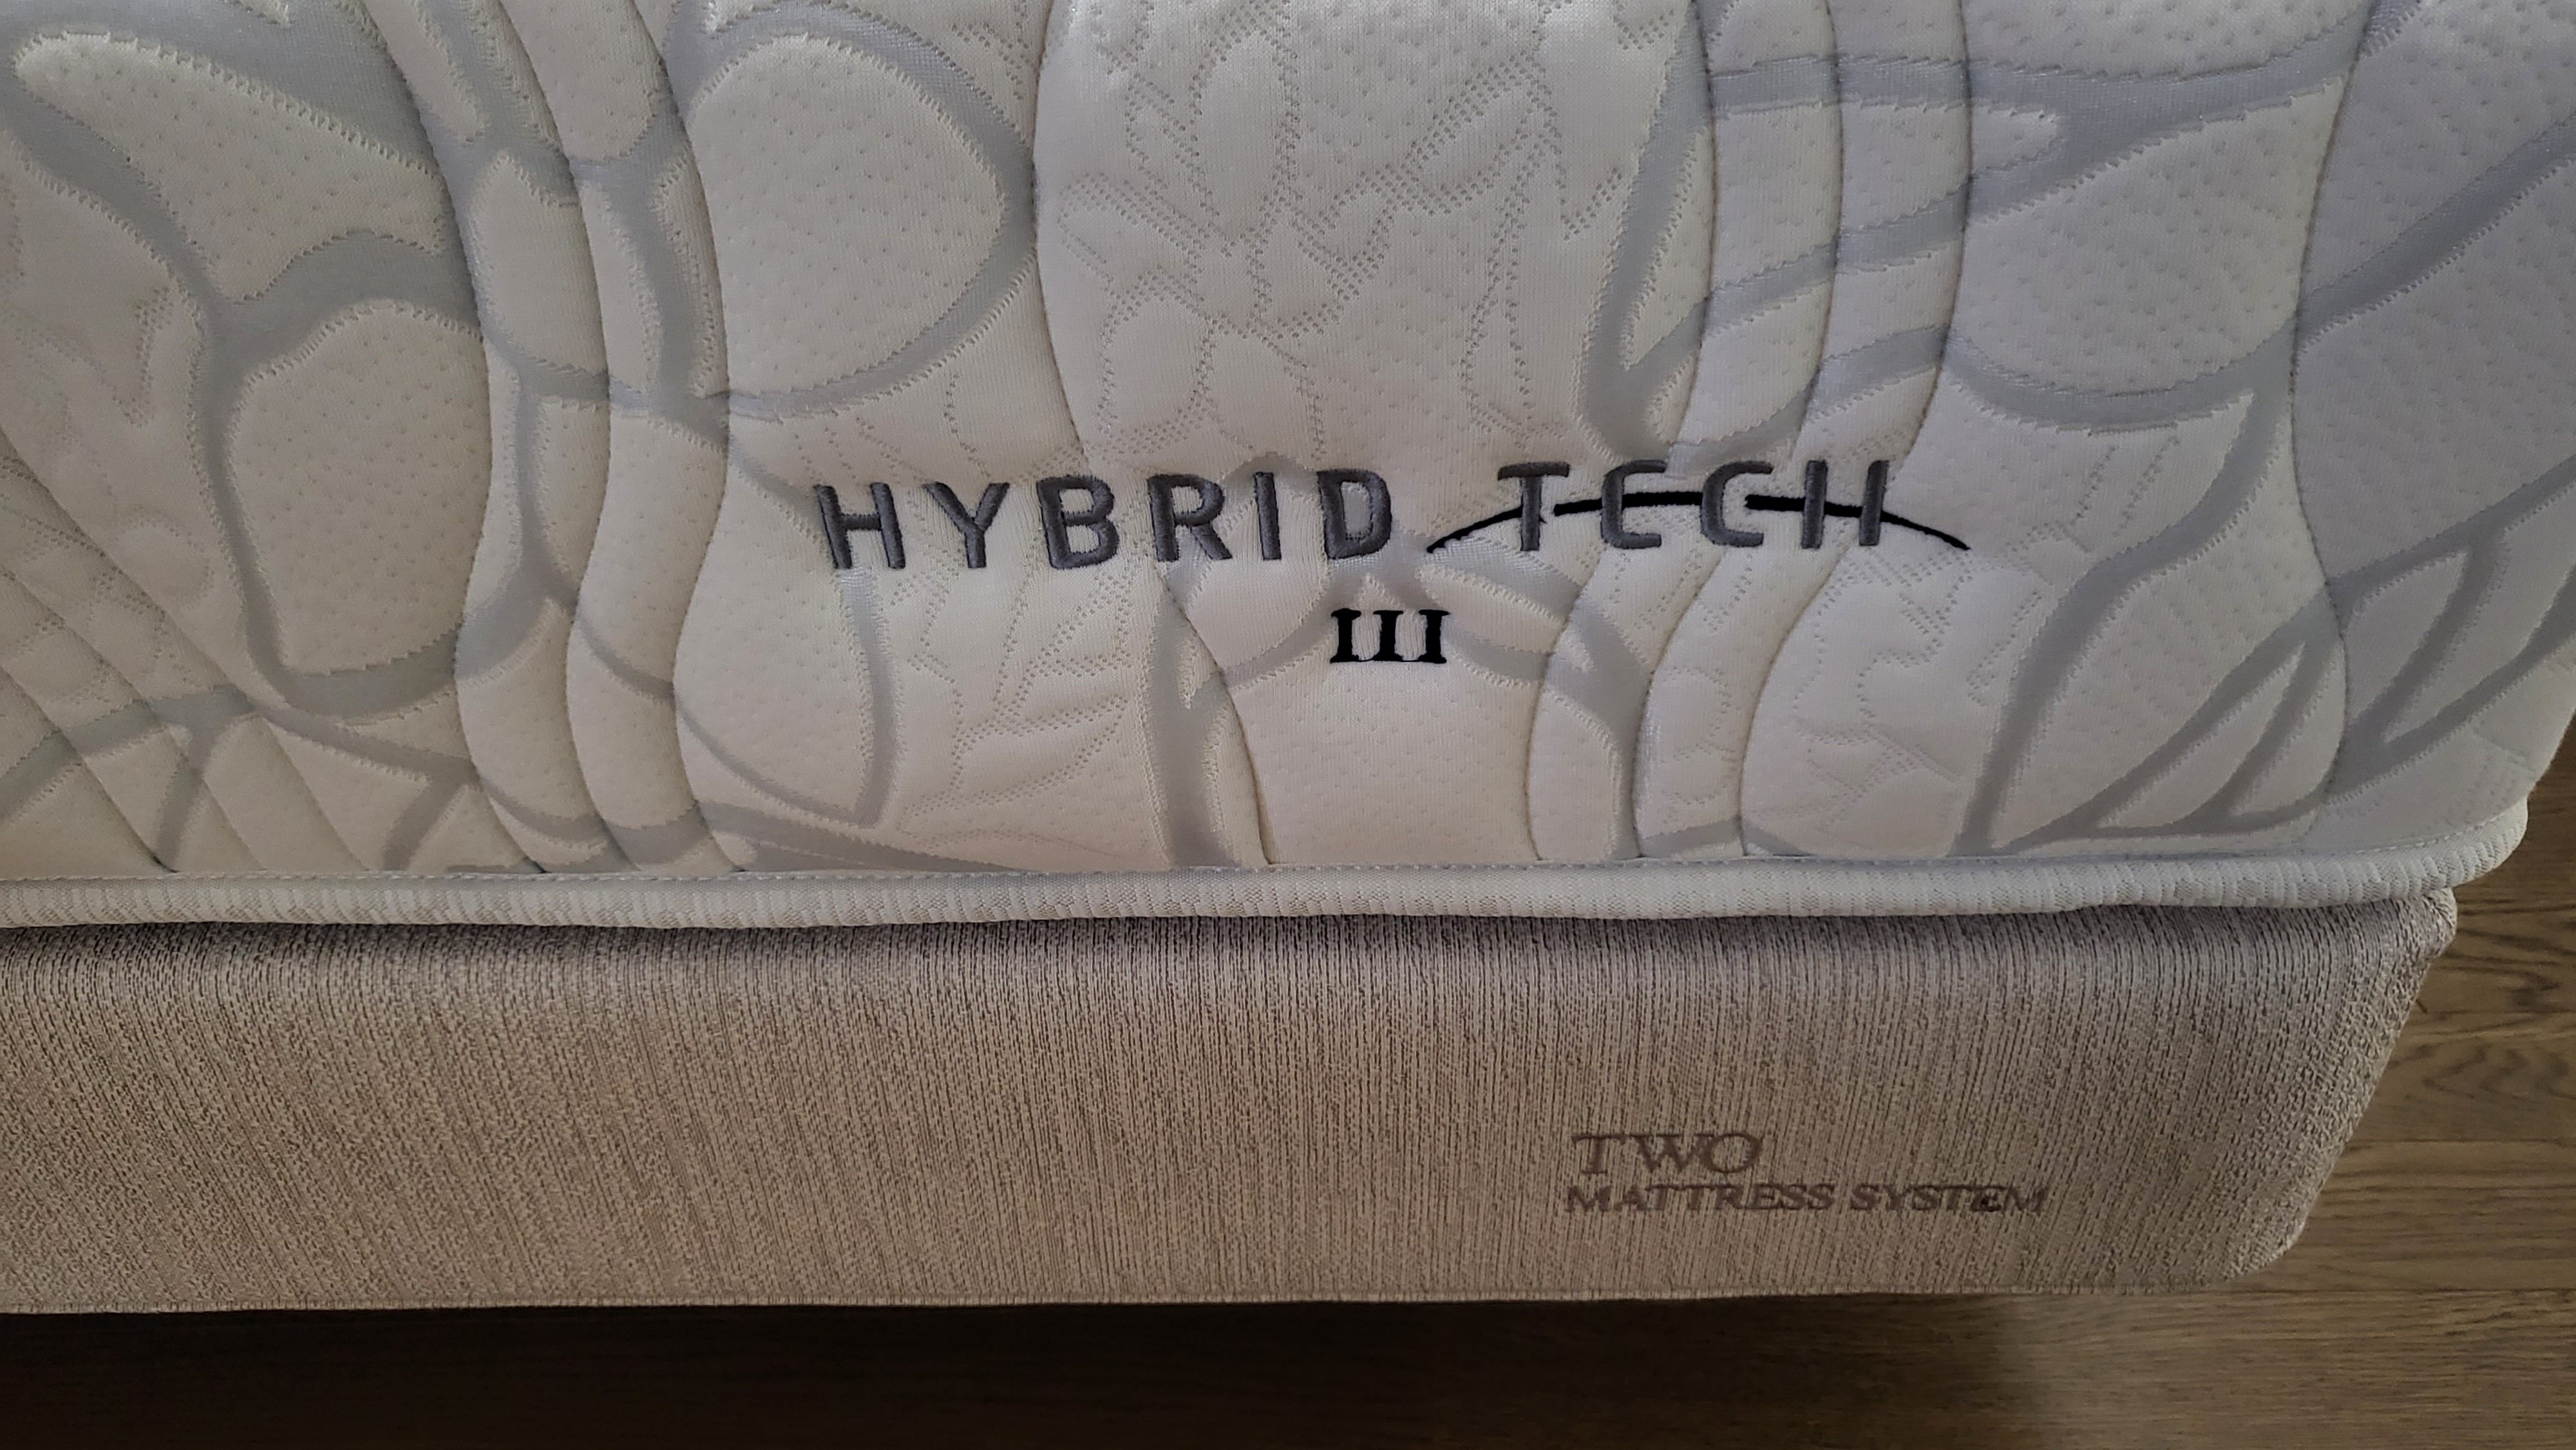 HYBRID TECH
III
TWO
MATTRESS SYSTEM